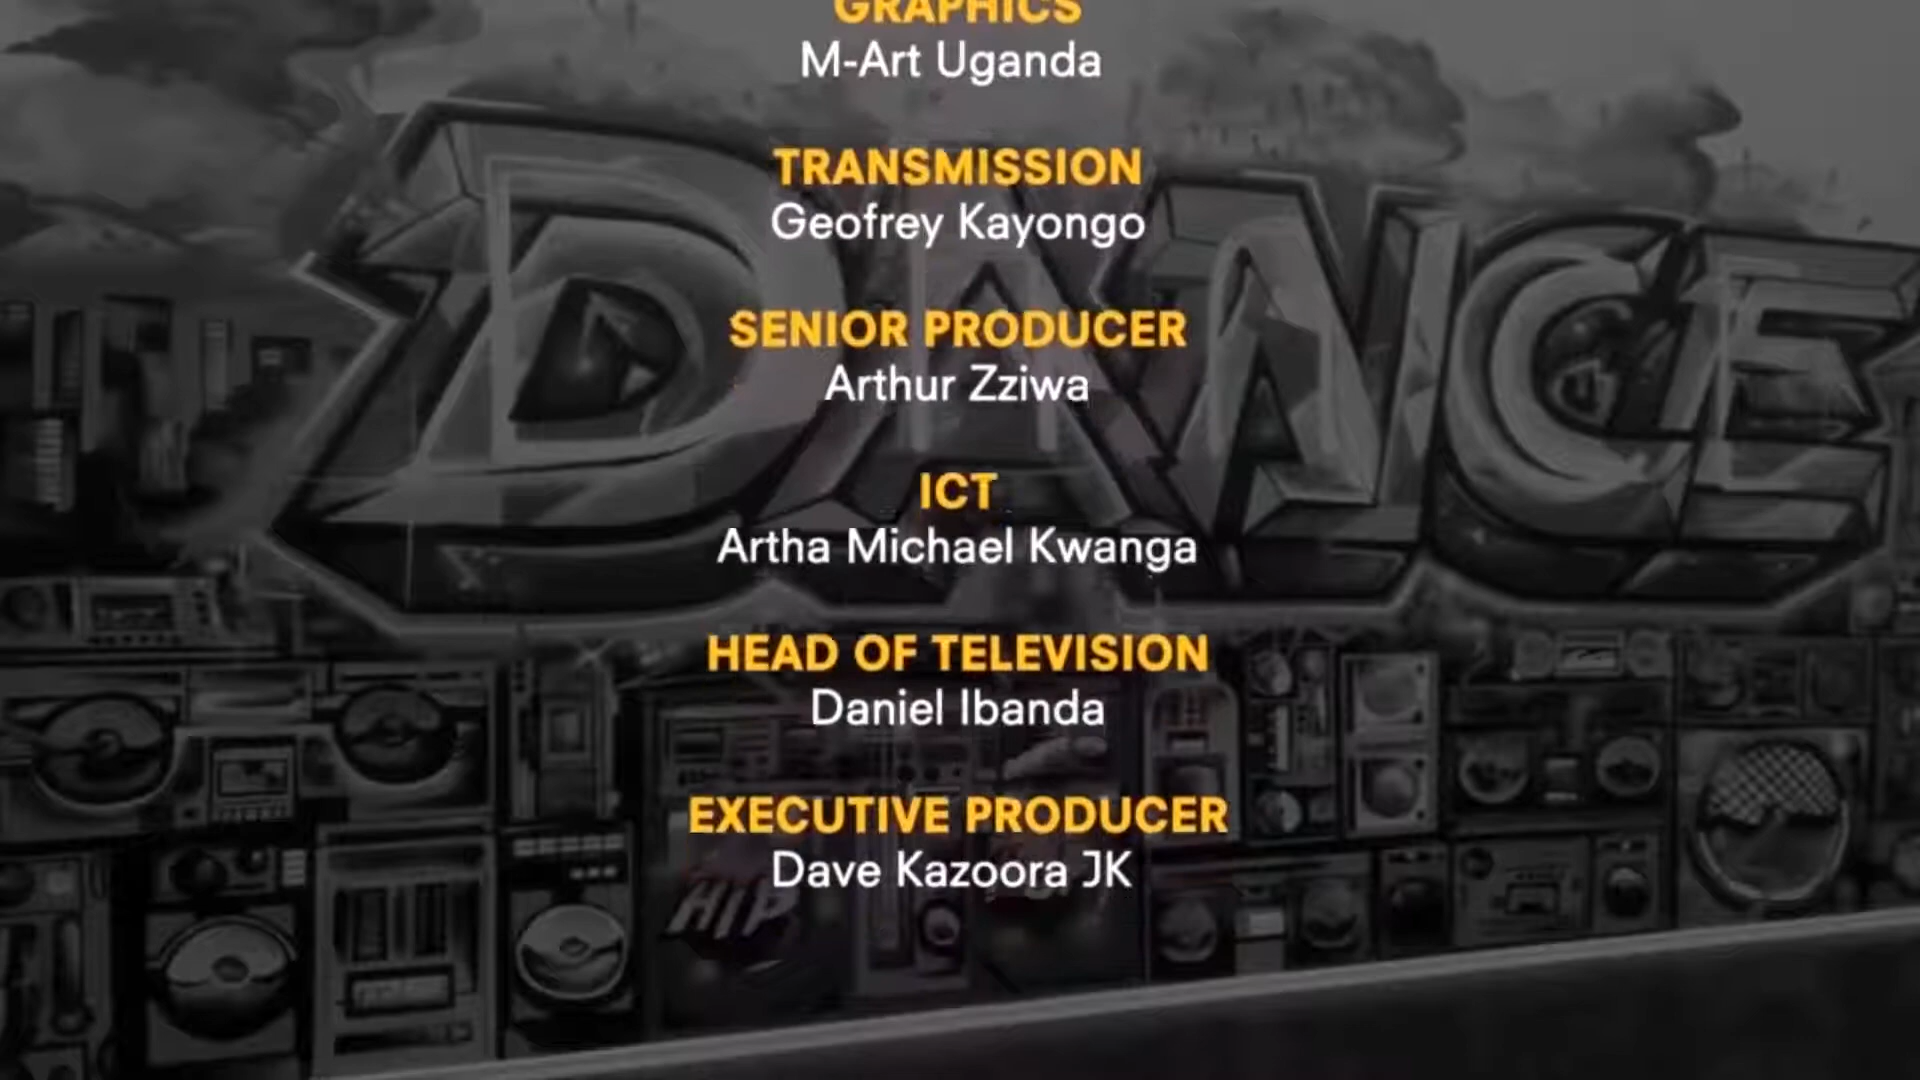 GRAPHICS
M-Art Uganda
TRANSMISSION
Geofrey Kayongo
SENIOR PRODUCER
Arthur Zziwa
ICT
Artha Michael Kwanga
HEAD OF TELEVISION
Daniel Ibanda
EXECUTIVE PRODUCER
Dave Kazoora JK
DANCE
HIP